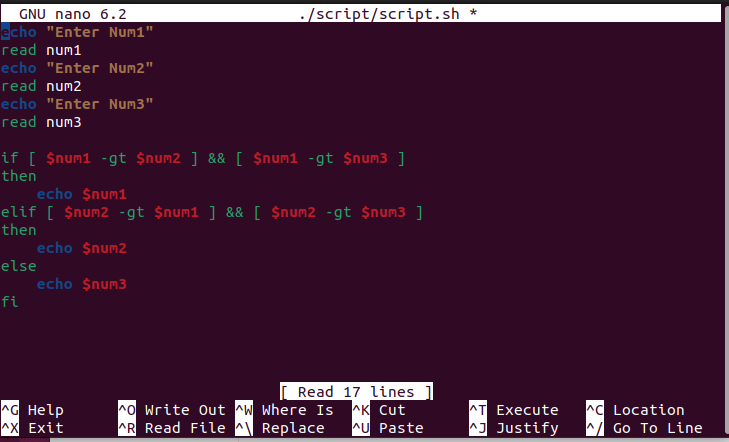 GNU nano 6.2 ./script/script.sh *
echo "Enter Num1"
read num1
echo "Enter Num2"
read num2
echo "Enter Num3"
read num3
if [ $num1 -gt $num2 ] && [ $num1 -gt $num3 ]
then
    echo $num1
elif [ $num2 -gt $num1 ] && [ $num2 -gt $num3 ]
then
    echo $num2
else
    echo $num3
fi
[ Read 17 lines ]
^G Help ^O Write Out ^W Where Is ^K Cut ^T Execute ^C Location
^X Exit ^R Read File ^\ Replace ^U Paste ^J Justify ^/ Go To Line